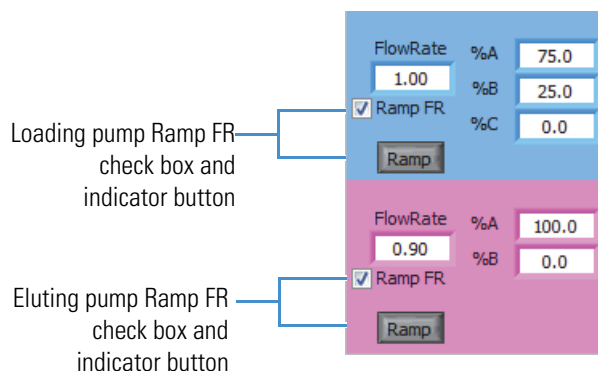 FlowRate %A 75.0
1.00
%B 25.0
Ramp FR
%C 0.0
Ramp
Loading pump Ramp FR
check box and
indicator button
FlowRate %A 100.0
0.90
%B 0.0
Ramp FR
Ramp
Eluting pump Ramp FR
check box and
indicator button